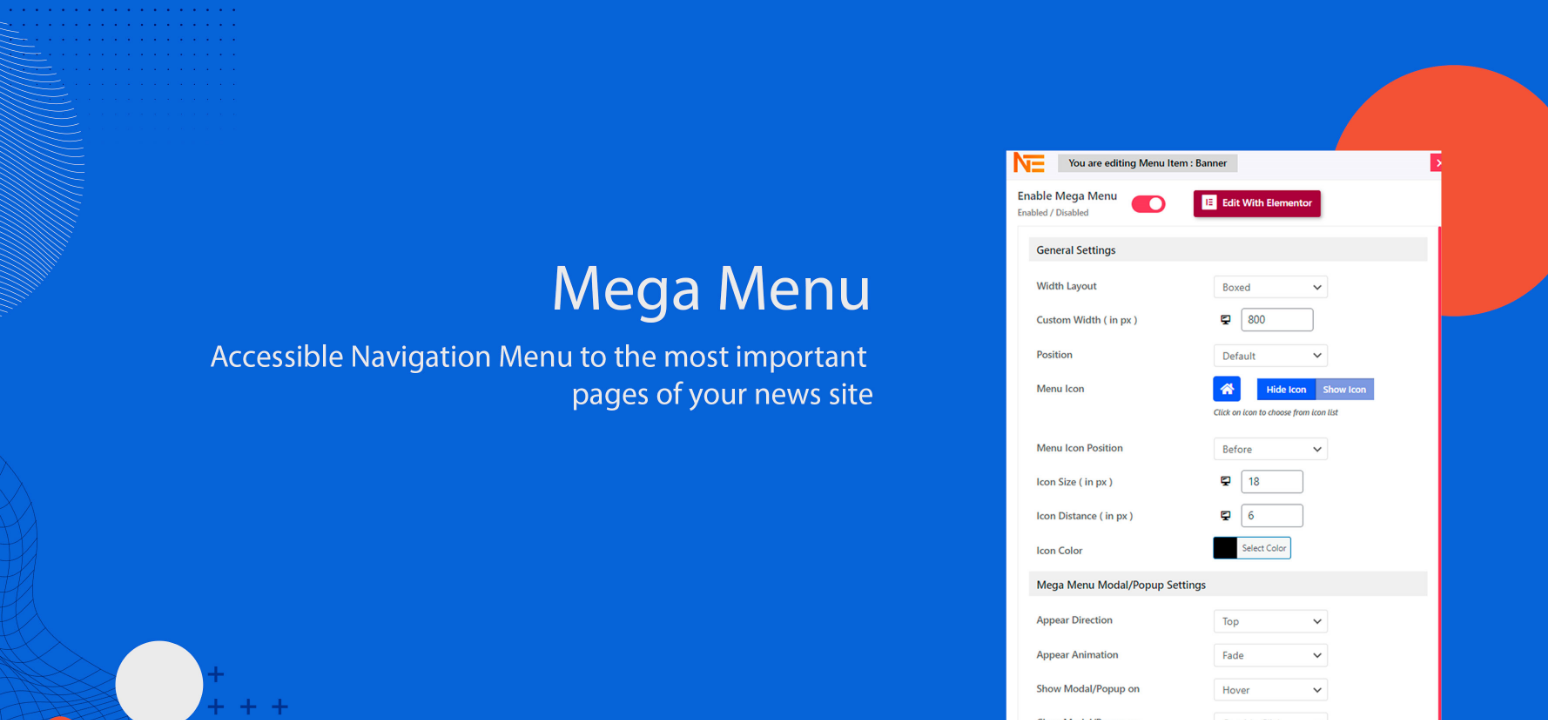 Mega Menu
Accessible Navigation Menu to the most important
pages of your news site
NE
You are editing Menu Item : Banner
Enable Mega Menu
Enabled / Disabled
Edit With Elementor
General Settings
Width Layout Boxed
Custom Width ( in px ) 800
Position Default
Menu Icon Hide Icon Show Icon
Click on icon to choose from icon list
Menu Icon Position Before
Icon Size ( in px ) 18
Icon Distance ( in px ) 6
Icon Color Select Color
Mega Menu Modal/Popup Settings
Appear Direction Top
Appear Animation Fade
Show Modal/Popup on Hover